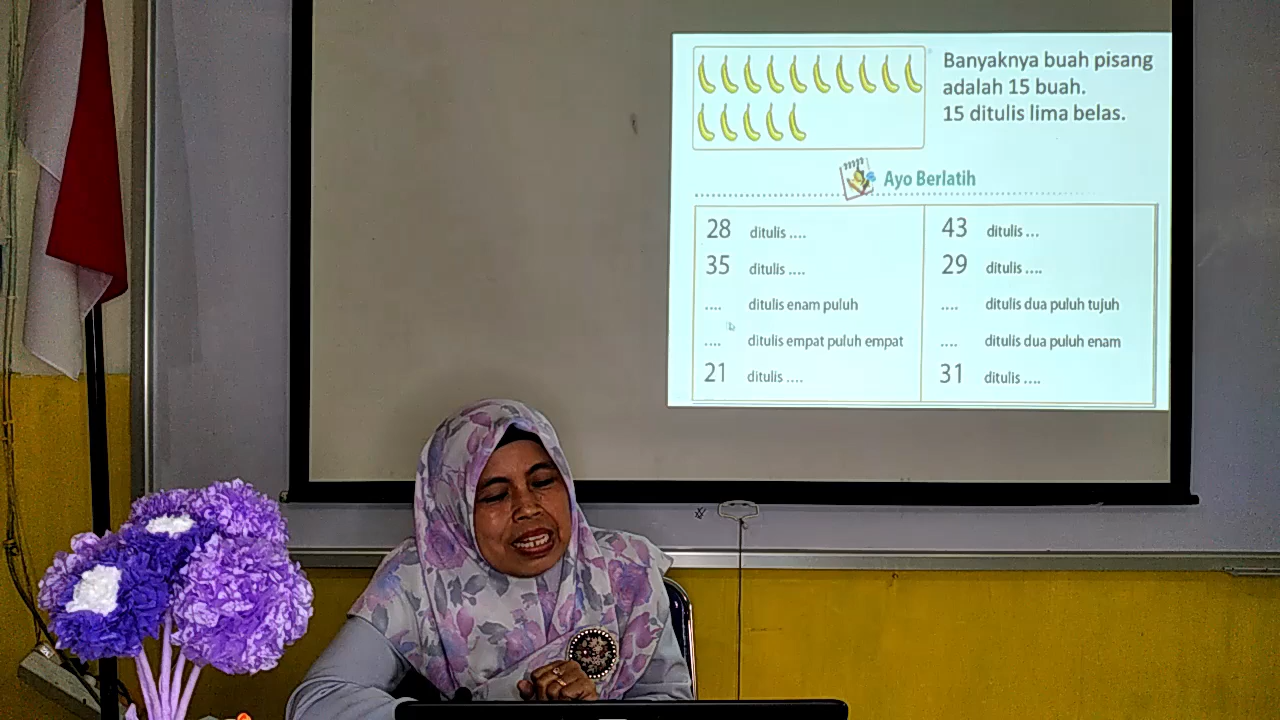 Banyaknya buah pisang
adalah 15 buah.
15 ditulis lima belas.
Ayo Berlatih
28 ditulis ....
35 ditulis ....
.... ditulis enam puluh
.... ditulis empat puluh empat
21 ditulis ....
43 ditulis ...
29 ditulis ....
.... ditulis dua puluh tujuh
.... ditulis dua puluh enam
31 ditulis ....